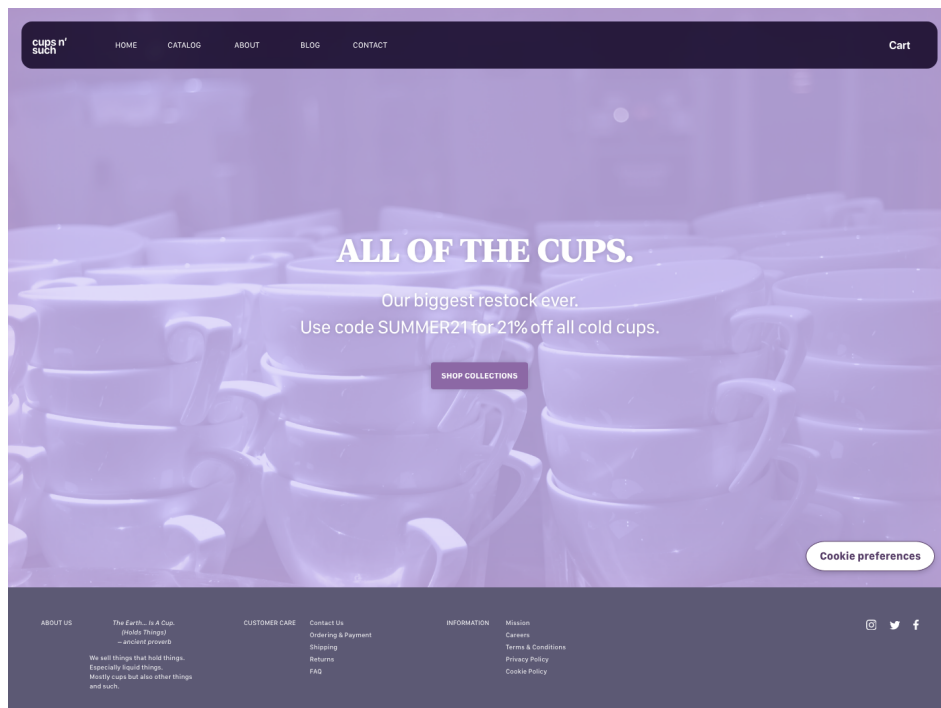 cups n'
such
HOME
CATALOG
ABOUT
BLOG
CONTACT
Cart
ALL OF THE CUPS.
Our biggest restock ever.
Use code SUMMER21 for 21% off all cold cups.
SHOP COLLECTIONS
Cookie preferences
ABOUT US
The Earth... Is A Cup.
(Holds Things)
— ancient proverb
We sell things that hold things.
Especially liquid things.
Mostly cups but also other things
and such.
CUSTOMER CARE
Contact Us
Ordering & Payment
Shipping
Returns
FAQ
INFORMATION
Mission
Careers
Terms & Conditions
Privacy Policy
Cookie Policy